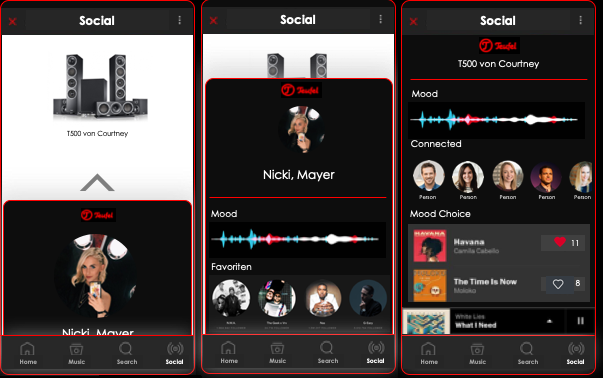 Social
T500 von Courtney
Teufel
Nicki, Mayer
Home
Music
Search
Social
Social
Teufel
Nicki, Mayer
Mood
Favoriten
Home
Music
Search
Social
Social
Teufel
T500 von Courtney
Mood
Connected
Person
Person
Person
Person
Person
Mood Choice
Havana
Camila Cabello
11
The Time Is Now
Moloko
8
White Lies
What I Need
Home
Music
Search
Social